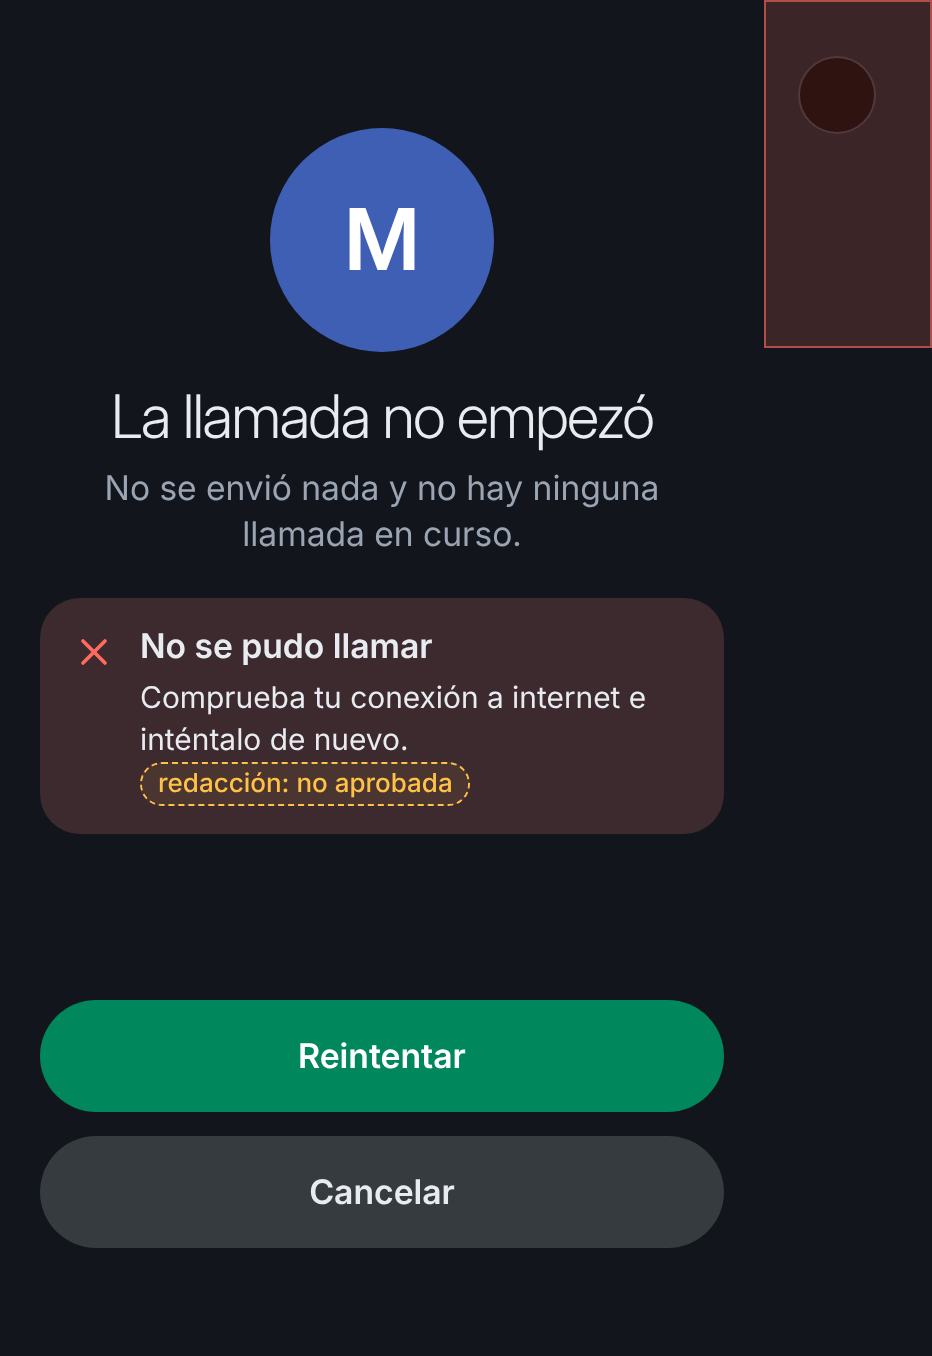 M
La llamada no empezó
No se envió nada y no hay ninguna
llamada en curso.
No se pudo llamar
Comprueba tu conexión a internet e
inténtalo de nuevo.
redacción: no aprobada
Reintentar
Cancelar